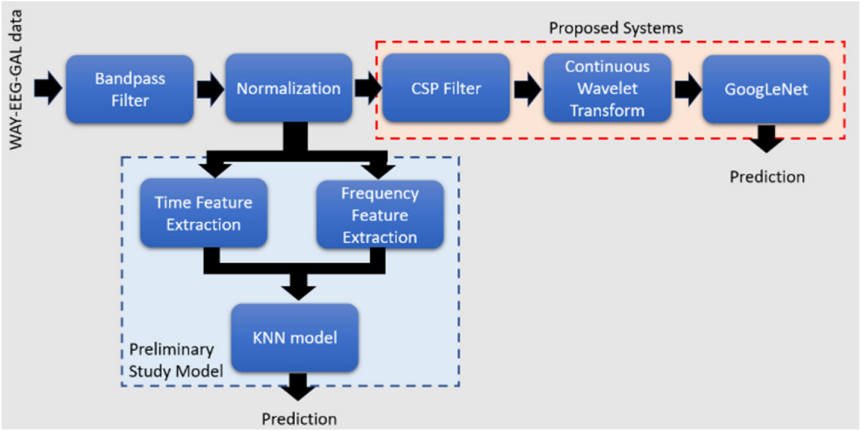 WAY-EEG-GAL data
Proposed Systems
Bandpass
Filter
Normalization
CSP Filter
Continuous
Wavelet
Transform
GoogLeNet
Prediction
Time Feature
Extraction
Frequency
Feature
Extraction
KNN model
Preliminary
Study Model
Prediction